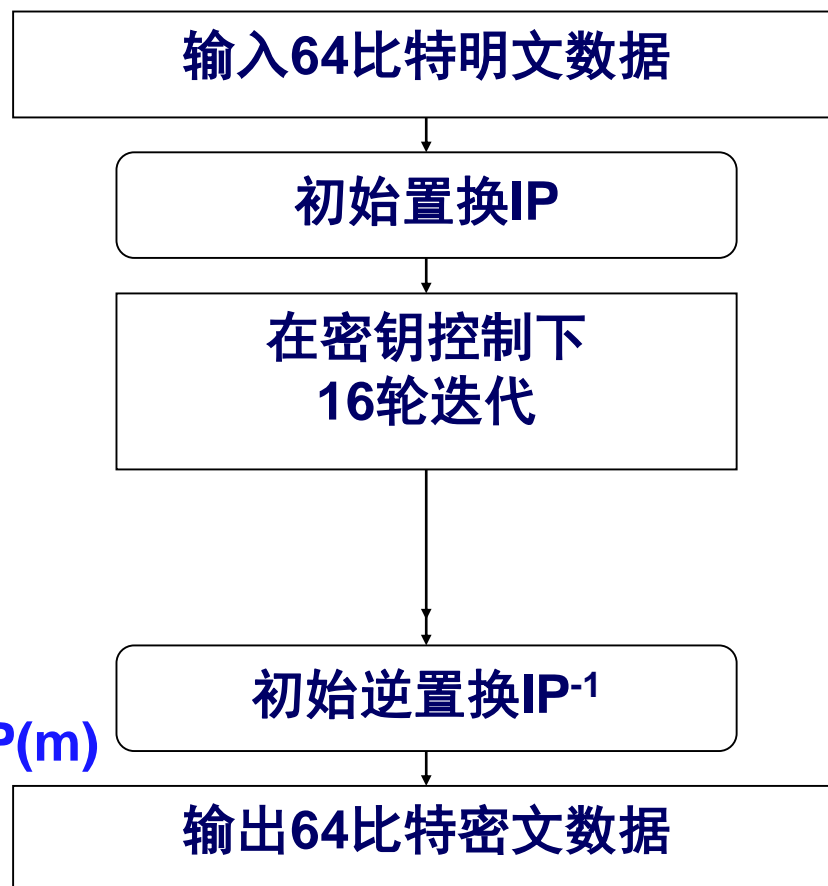 输入64比特明文数据
初始置换IP
在密钥控制下
16轮迭代
初始逆置换IP⁻¹
P(m)
输出64比特密文数据